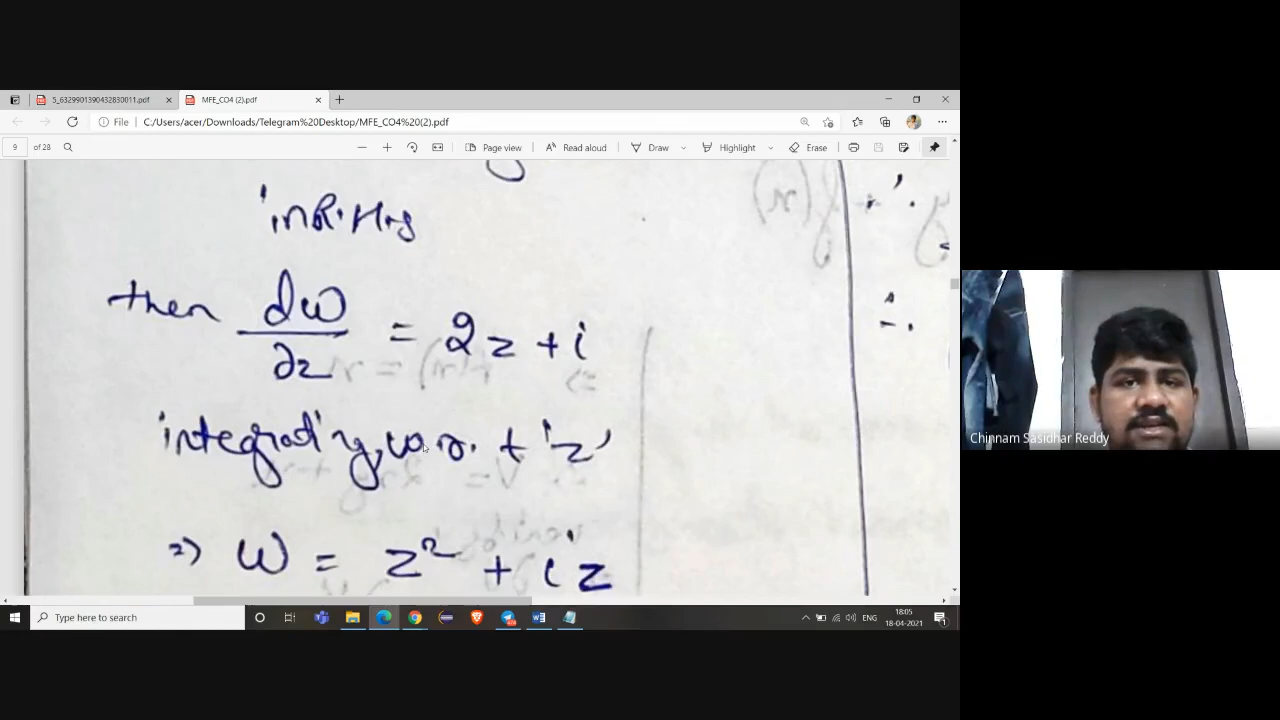 5_6329901390432830011.pdf
MFE_CO4 (2).pdf
File C:/Users/acer/Downloads/Telegram%20Desktop/MFE_CO4%20(2).pdf
9 of 28 Page view Read aloud Draw Highlight Erase
in R.H.s
then dw/dz = 2z + i
integrating w.r.t 'z'
=> w = z² + iz
Chinnam Sasidhar Reddy
Type here to search
ENG
18:05
18-04-2021